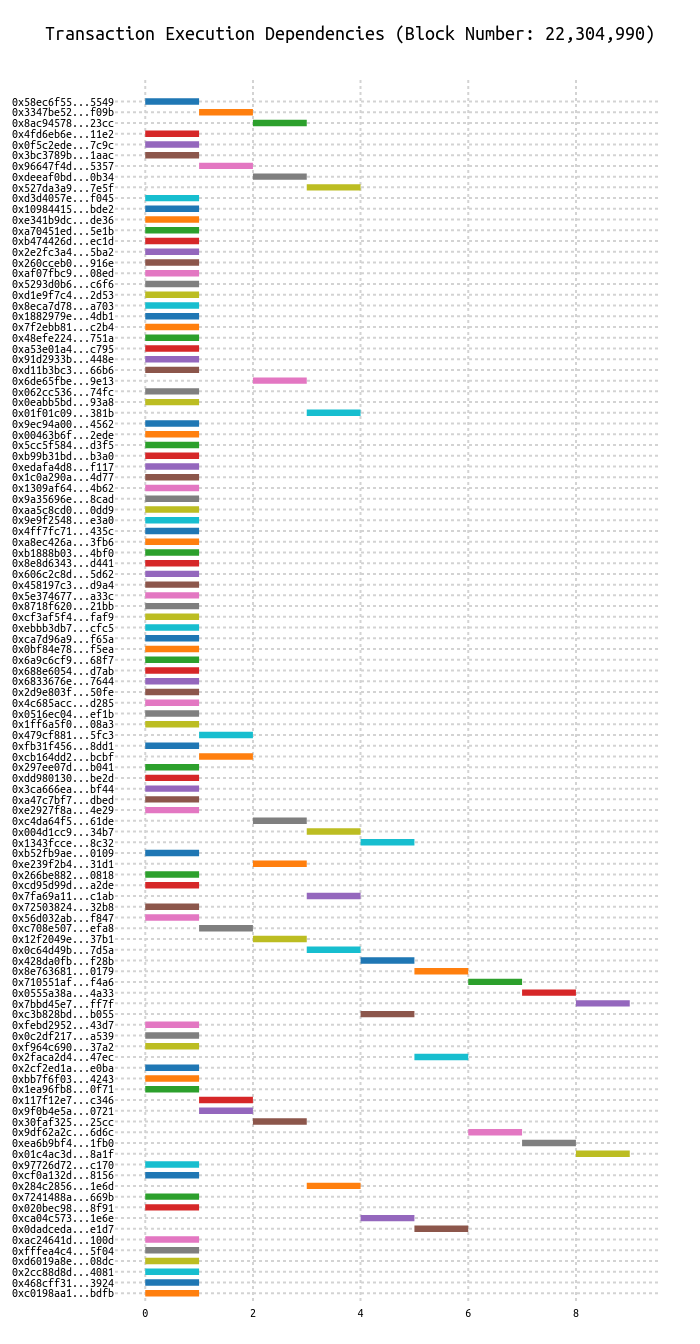 Transaction Execution Dependencies (Block Number: 22,304,990)
0x58ec6f55...5549
0x3347be52...f09b
0x8ac94578...23cc
0x4fd6eb6e...11e2
0x0f5c2ede...7c9c
0x3bc3789b...1aac
0x96647f4d...5357
0xdeeaf0bd...0b34
0x527da3a9...7e5f
0xd3d4057e...f045
0x10984415...bde2
0xe341b9dc...de36
0xa70451ed...5e1b
0xb474426d...ec1d
0x2e2fc3a4...5ba2
0x260cceb0...916e
0xaf07fbc9...08ed
0x5293d0b6...c6f6
0xd1e9f7c4...2d53
0x8eca7d78...a703
0x1882979e...4db1
0x7f2ebb81...c2b4
0x48efe224...751a
0xa53e01a4...c795
0x91d2933b...448e
0xd11b3bc3...66b6
0x6de65fbe...9e13
0x062cc536...74fc
0x0eabb5bd...93a8
0x01f01c09...381b
0x9ec94a00...4562
0x00463b6f...2ede
0x5cc5f584...d3f5
0xb99b31bd...b3a0
0xedafa4d8...f117
0x1c0a290a...4d77
0x1309af64...4b62
0x9a35696e...8cad
0xaa5c8cd0...0dd9
0x9e9f2548...e3a0
0x4ff7fc71...435c
0xa8ec426a...3fb6
0xb1888b03...4bf0
0x8e8d6343...d441
0x606c2c8d...5d62
0x458197c3...d9a4
0x5e374677...a33c
0x8718f620...21bb
0xcf3af5f4...faf9
0xebbb3db7...cfc5
0xca7d96a9...f65a
0x0bf84e78...f5ea
0x6a9c6cf9...68f7
0x688e6054...d7ab
0x6833676e...7644
0x2d9e803f...50fe
0x4c685acc...d285
0x0516ec04...ef1b
0x1ff6a5f0...08a3
0x479cf881...5fc3
0xfb31f456...8dd1
0xcb164dd2...bcbf
0x297ee07d...b041
0xdd980130...be2d
0x3ca666ea...bf44
0xa47c7bf7...dbed
0xe2927f8a...4e29
0xc4da64f5...61de
0x004d1cc9...34b7
0x1343fcce...8c32
0xb52fb9ae...0109
0xe239f2b4...31d1
0x266be882...0818
0xcd95d99d...a2de
0x7fa69a11...c1ab
0x72503824...32b8
0x56d032ab...f847
0xc708e507...efa8
0x12f2049e...37b1
0x0c64d49b...7d5a
0x428da0fb...f28b
0x8e763681...0179
0x710551af...f4a6
0x0555a38a...4a33
0x7bbd45e7...ff7f
0xc3b828bd...b055
0xfebd2952...43d7
0x0c2df217...a539
0xf964c690...37a2
0x2faca2d4...47ec
0x2cf2ed1a...e0ba
0xbb7f6f03...4243
0x1ea96fb8...0f71
0x117f12e7...c346
0x9f0b4e5a...0721
0x30faf325...25cc
0x9df62a2c...6d6c
0xea6b9bf4...1fb0
0x01c4ac3d...8a1f
0x97726d72...c170
0xcf0a132d...8156
0x284c2856...1e6d
0x7241488a...669b
0x020bec98...8f91
0xca04c573...1e6e
0x0dadceda...e1d7
0xac24641d...100d
0xfffea4c4...5f04
0xd6019a8e...08dc
0x2cc88d8d...4081
0x468cff31...3924
0xc0198aa1...bdfb
0 2 4 6 8